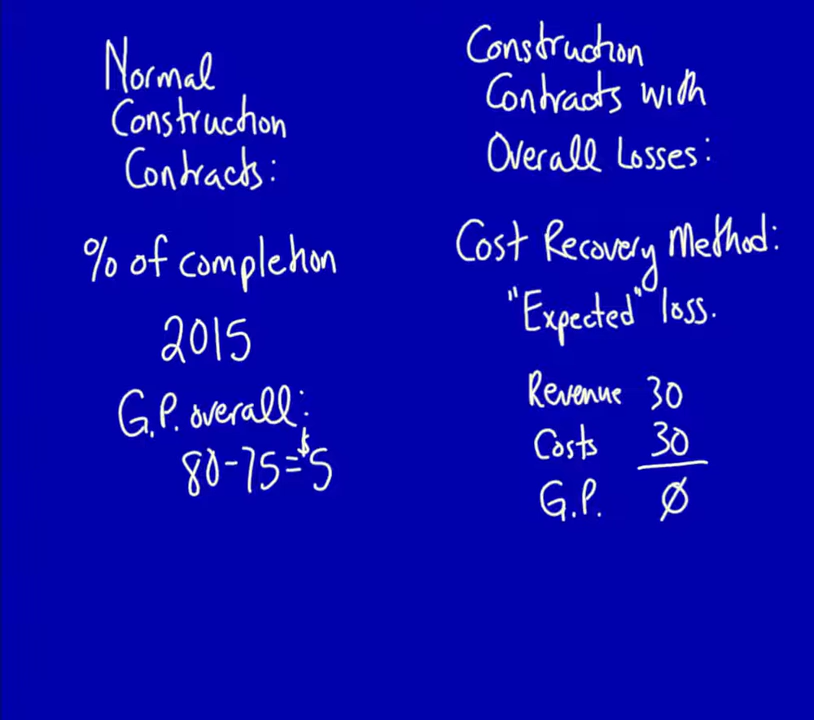 Normal
Construction
Contracts:
% of completion
2015
G.P. overall:
80-75=$5
Construction
Contracts with
Overall Losses:
Cost Recovery Method:
"Expected" loss.
Revenue 30
Costs 30
G.P. Ø